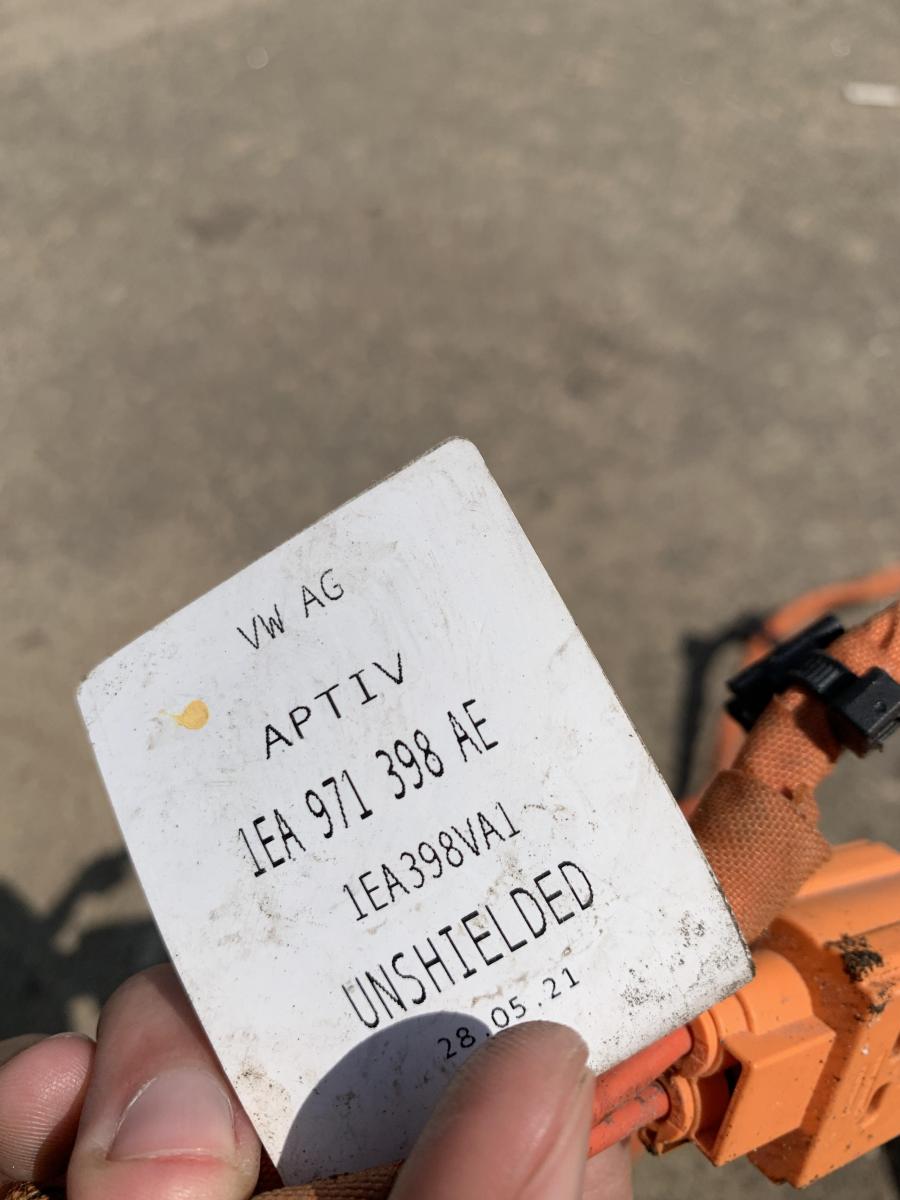 VW AG
APTIV
1EA 971 398 AE
1EA398VA1
UNSHIELDED
28.05.21